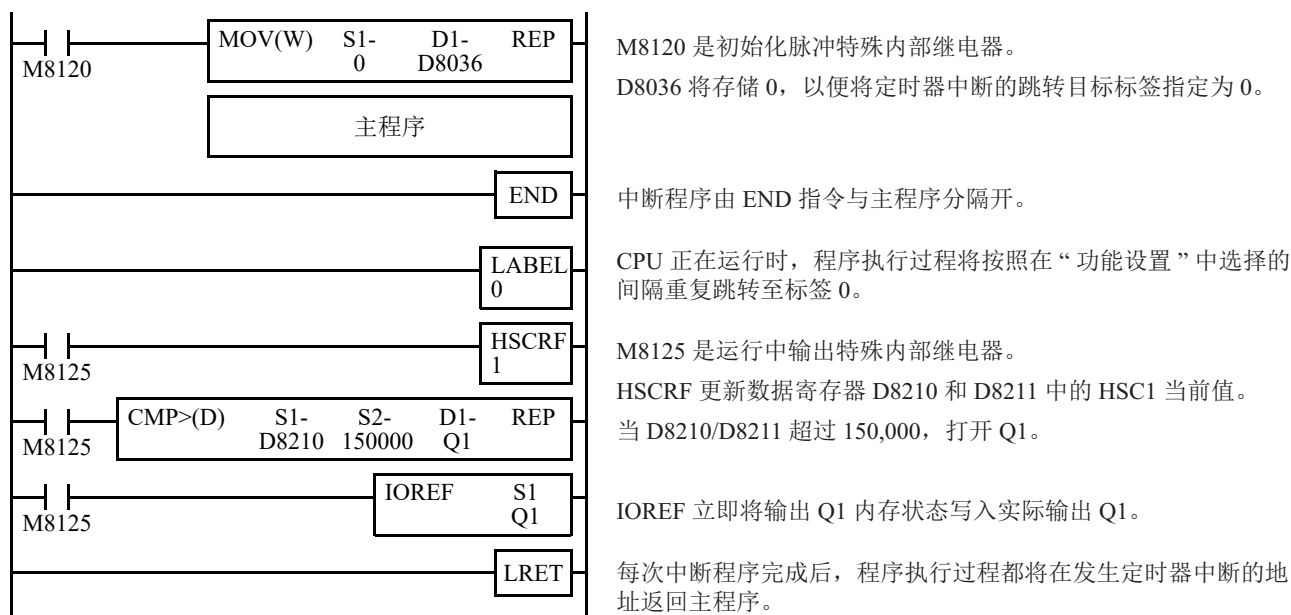 MOV(W) S1- D1- REP
0 D8036
M8120
主程序
END
LABEL
0
HSCRF
1
M8125
CMP>(D) S1- S2- D1- REP
D8210 150000 Q1
M8125
IOREF S1
Q1
M8125
LRET
M8120 是初始化脉冲特殊内部继电器。
D8036 将存储 0，以便将定时器中断的跳转目标标签指定为 0。
中断程序由 END 指令与主程序分隔开。
CPU 正在运行时，程序执行过程将按照在 “ 功能设置 ” 中选择的
间隔重复跳转至标签 0。
M8125 是运行中输出特殊内部继电器。
HSCRF 更新数据寄存器 D8210 和 D8211 中的 HSC1 当前值。
当 D8210/D8211 超过 150,000，打开 Q1。
IOREF 立即将输出 Q1 内存状态写入实际输出 Q1。
每次中断程序完成后，程序执行过程都将在发生定时器中断的地
址返回主程序。